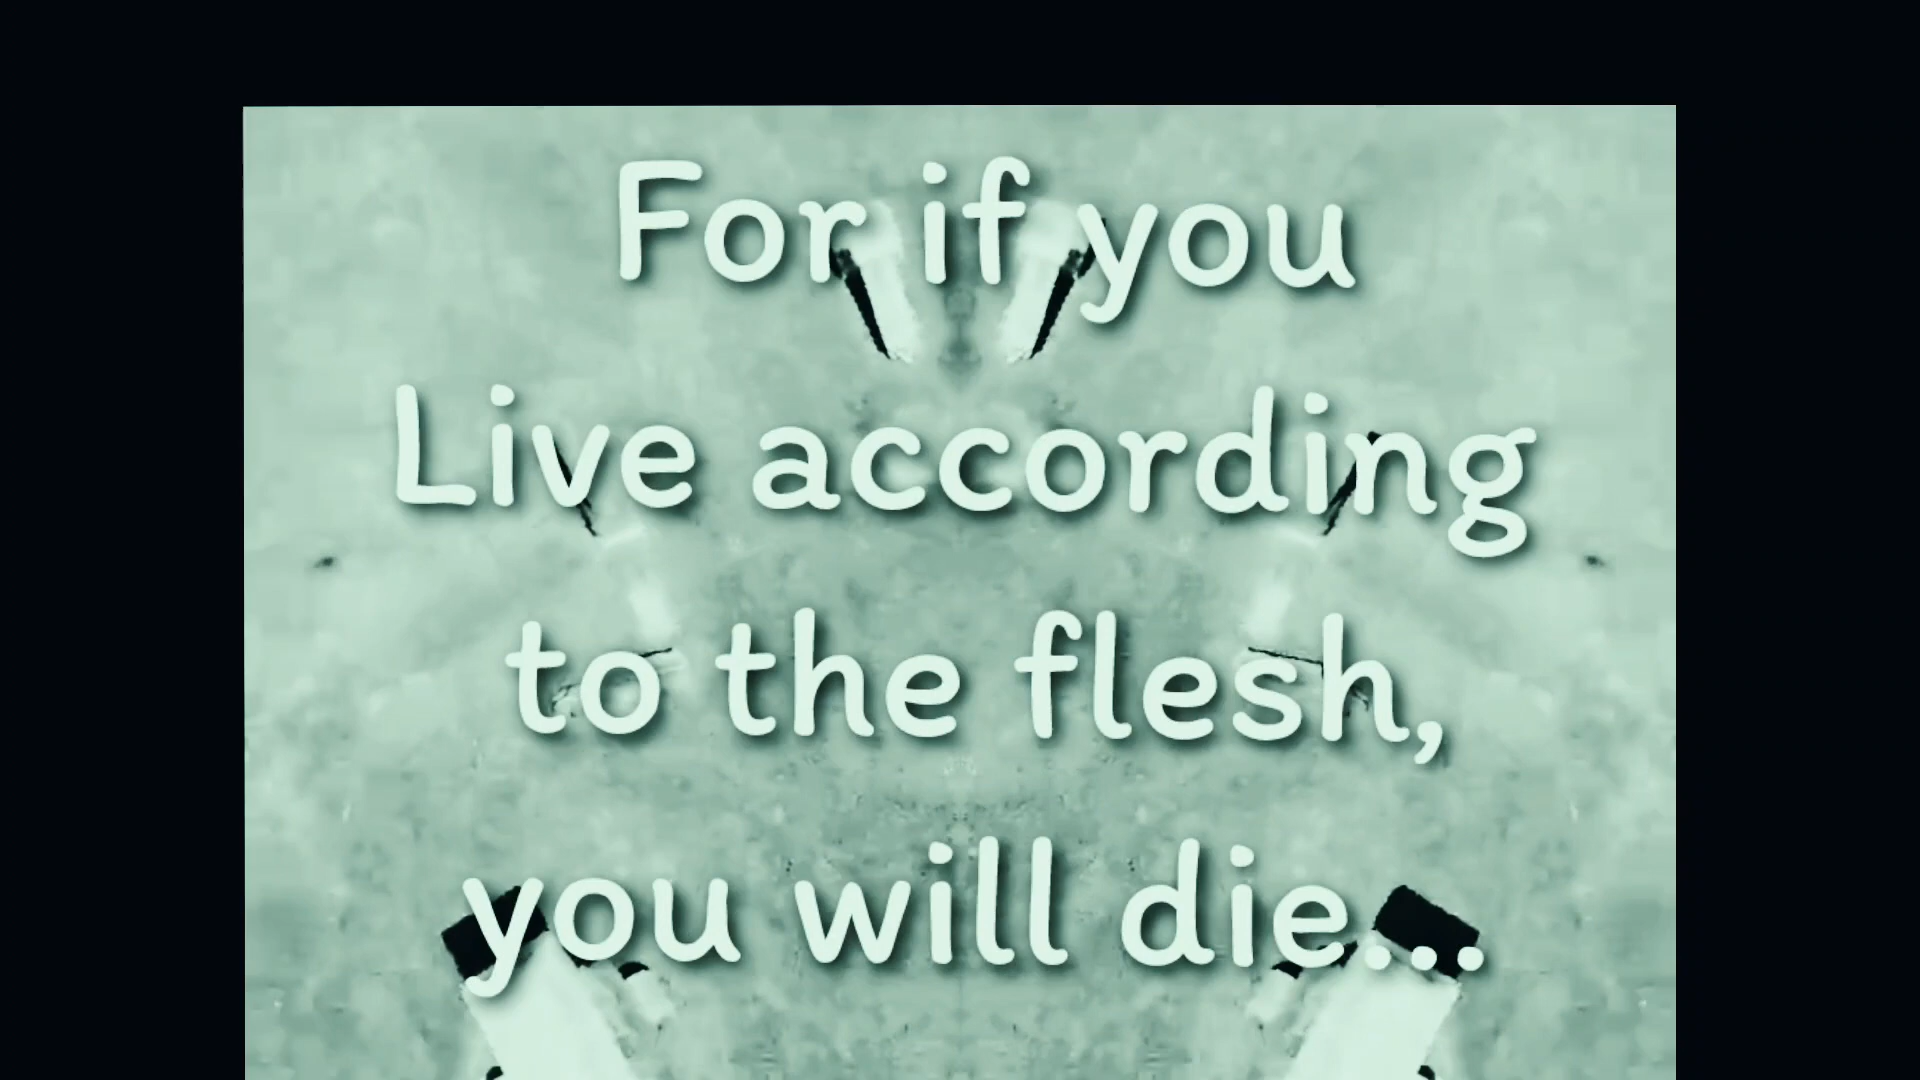 For if you
Live according
to the flesh,
you will die...